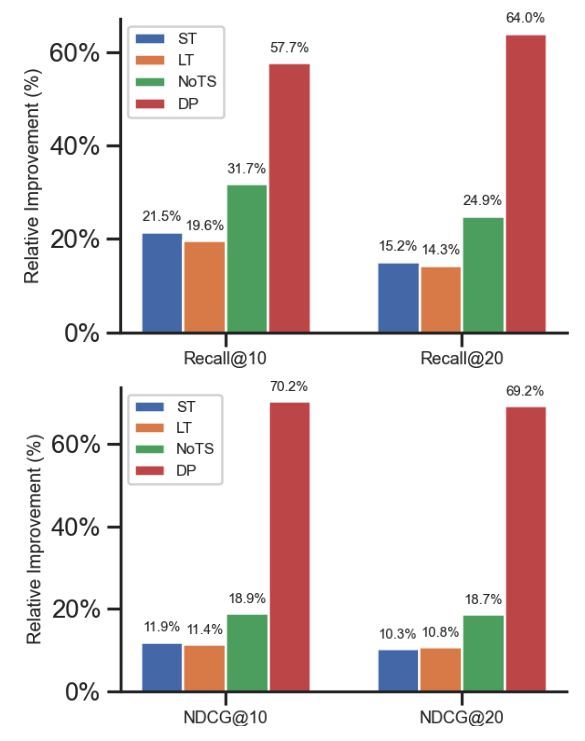 64.0%
57.7%
ST
LT
NoTS
DP
60%
40%
31.7%
24.9%
21.5%
19.6%
15.2%
14.3%
20%
0%
Relative Improvement (%)
Recall@10
Recall@20
70.2%
69.2%
ST
LT
NoTS
DP
60%
40%
20%
18.9%
18.7%
11.9%
11.4%
10.3%
10.8%
0%
Relative Improvement (%)
NDCG@10
NDCG@20